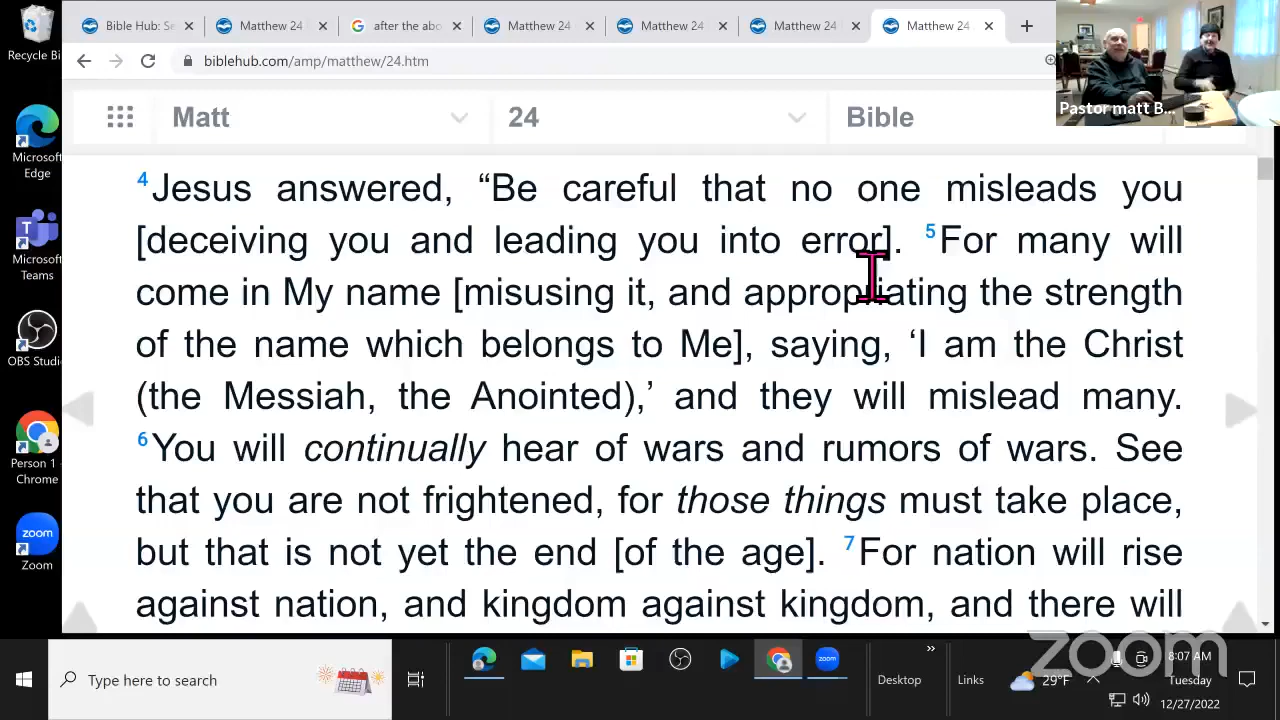 Recycle Bi
Microsoft
Edge
Microsoft
Teams
OBS Studi
Person 1 -
Chrome
Zoom
zoom
Bible Hub: Se
Matthew 24
after the abo
Matthew 24
Matthew 24
Matthew 24
Matthew 24
biblehub.com/amp/matthew/24.htm
Pastor matt B...
Matt
24
Bible
4 Jesus answered, “Be careful that no one misleads you
[deceiving you and leading you into error]. 5 For many will
come in My name [misusing it, and appropriating the strength
of the name which belongs to Me], saying, ‘I am the Christ
(the Messiah, the Anointed),’ and they will mislead many.
6 You will continually hear of wars and rumors of wars. See
that you are not frightened, for those things must take place,
but that is not yet the end [of the age]. 7 For nation will rise
against nation, and kingdom against kingdom, and there will
zoom
Type here to search
zoom
Desktop
Links
29°F
8:07 AM
Tuesday
12/27/2022